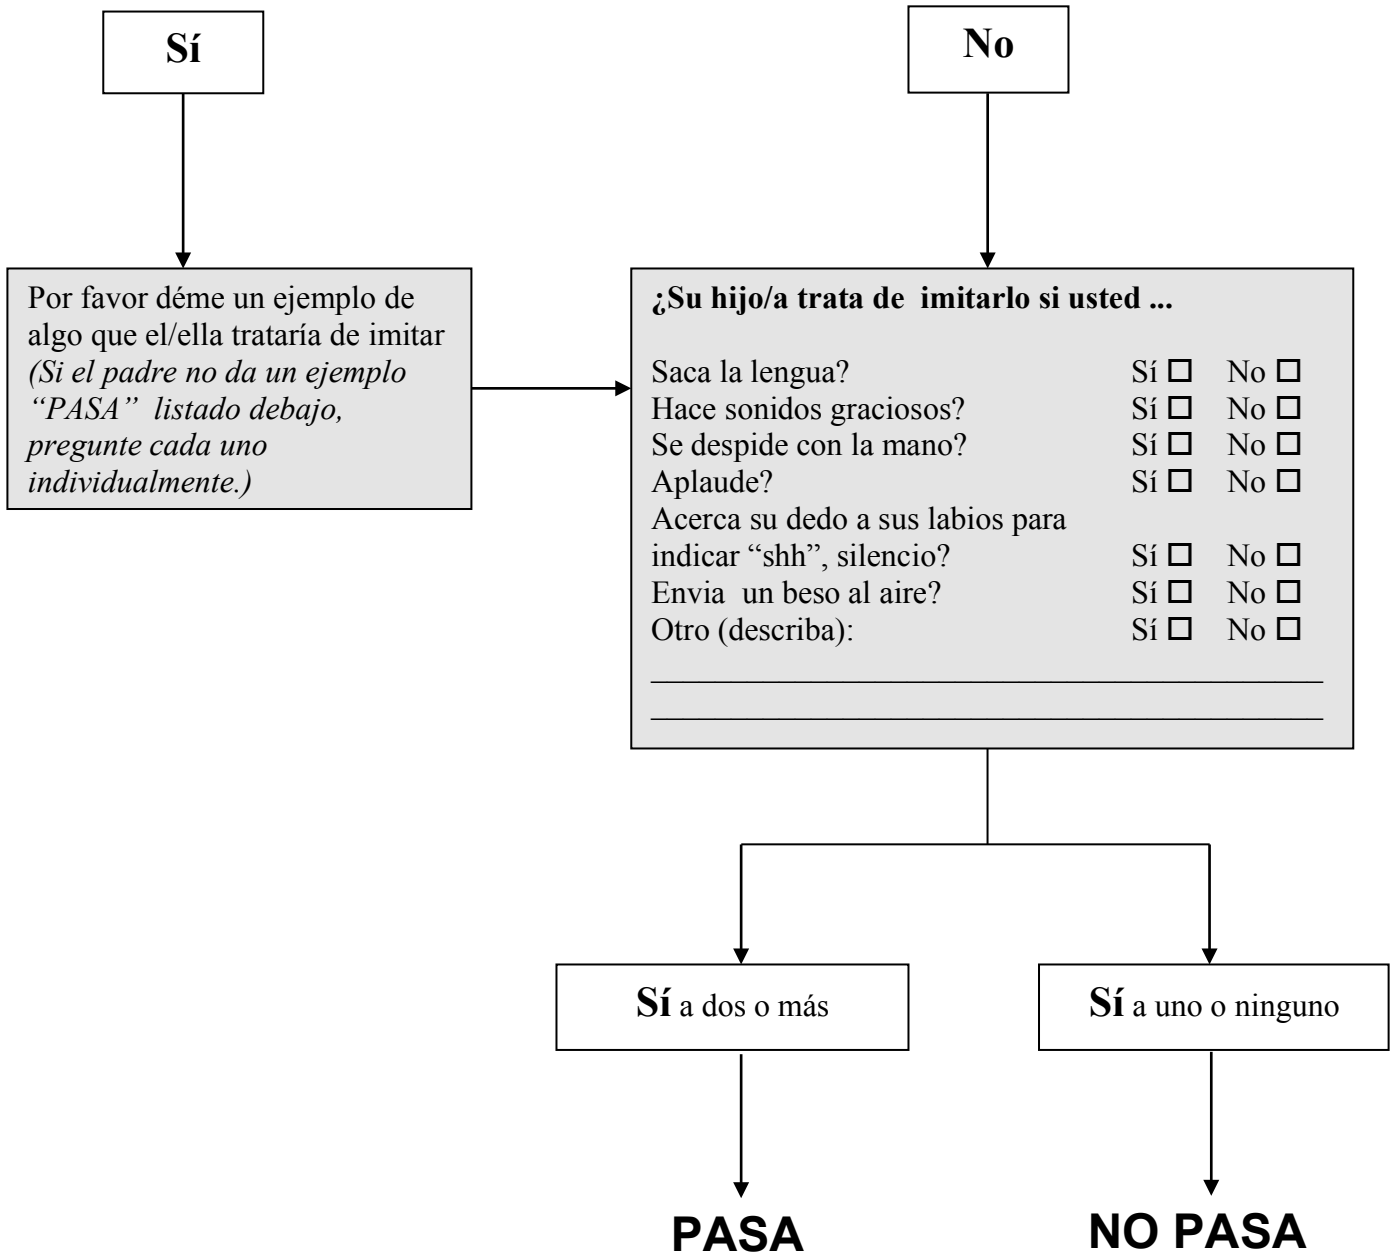 Sí
No
Por favor déme un ejemplo de
algo que el/ella trataría de imitar
(Si el padre no da un ejemplo
“PASA” listado debajo,
pregunte cada uno
individualmente.)
¿Su hijo/a trata de imitarlo si usted ...
Saca la lengua? Sí □ No □
Hace sonidos graciosos? Sí □ No □
Se despide con la mano? Sí □ No □
Aplaude? Sí □ No □
Acerca su dedo a sus labios para
indicar “shh”, silencio? Sí □ No □
Envia un beso al aire? Sí □ No □
Otro (describa): Sí □ No □
Sí a dos o más
Sí a uno o ninguno
PASA
NO PASA